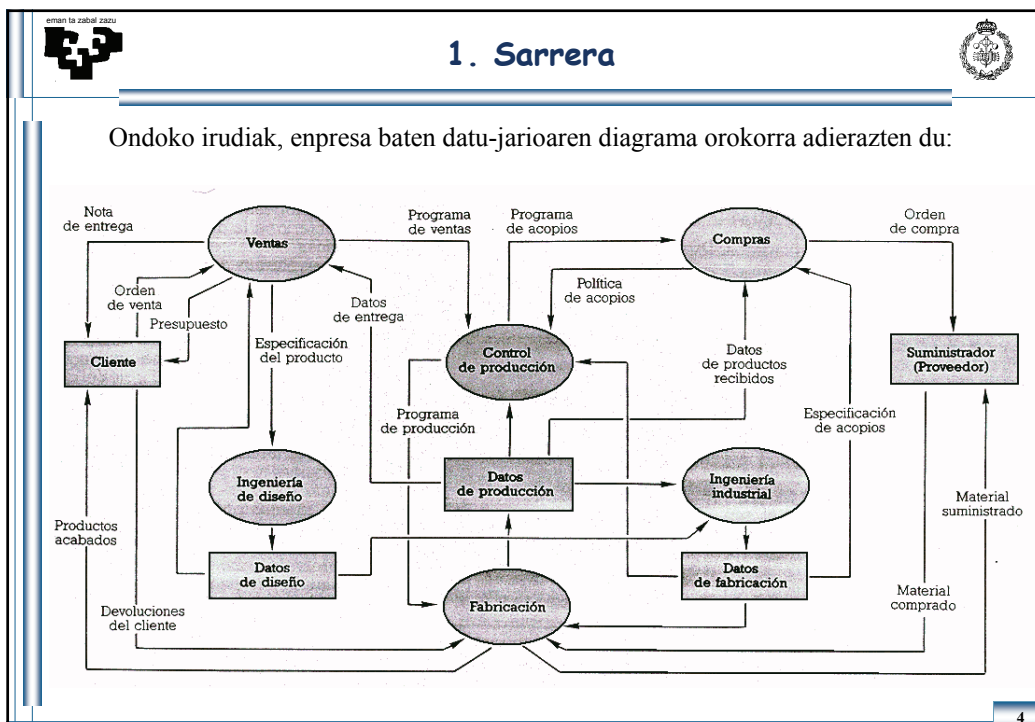 eman ta zabal zazu
1. Sarrera
Ondoko irudiak, enpresa baten datu-jarioaren diagrama orokorra adierazten du:
Nota
de entrega
Ventas
Programa
de ventas
Programa
de acopios
Compras
Orden
de compra
Orden
de venta
Presupuesto
Datos
de entrega
Política
de acopios
Especificación
del producto
Cliente
Control
de producción
Datos
de productos
recibidos
Suministrador
(Proveedor)
Programa
de producción
Especificación
de acopios
Ingeniería
de diseño
Datos
de producción
Ingeniería
industrial
Productos
acabados
Material
suministrado
Datos
de diseño
Datos
de fabricación
Devoluciones
del cliente
Fabricación
Material
comprado
4